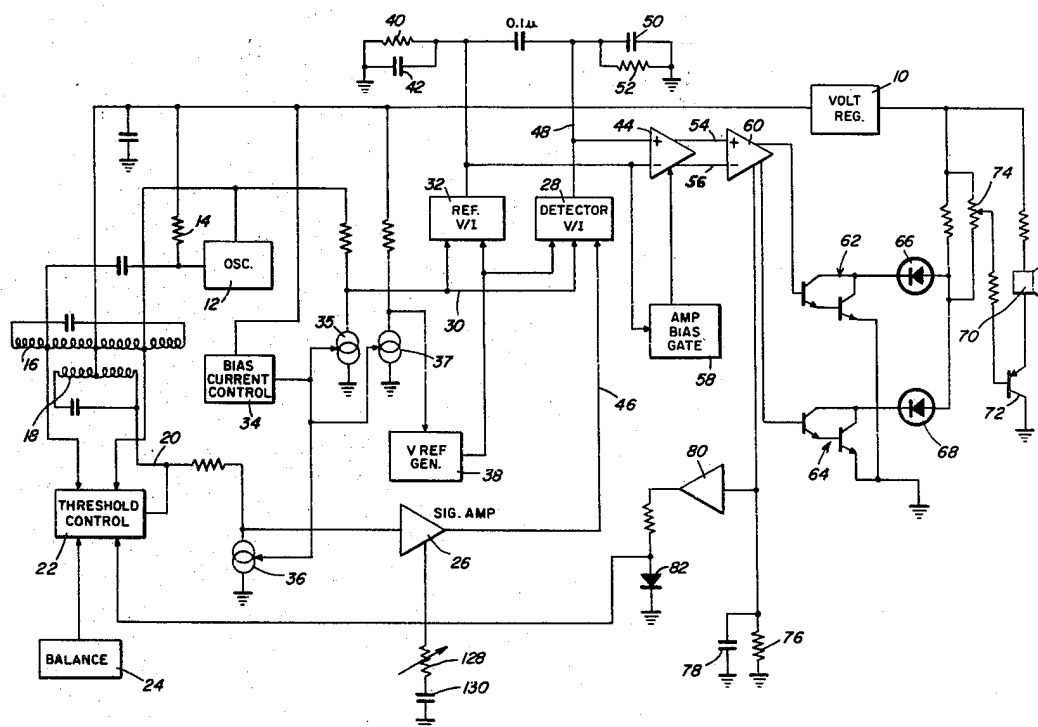 40
42
0.1μ
50
52
10
VOLT
REG.
48
44
54
60
56
74
14
32
REF.
V/I
28
DETECTOR
V/I
62
66
70
OSC.
12
30
35
37
AMP
BIAS
GATE
58
16
BIAS
CURRENT
CONTROL
34
46
72
18
20
V REF
GEN.
38
64
68
80
THRESHOLD
CONTROL
22
SIG. AMP
26
36
82
BALANCE
24
128
130
78
76